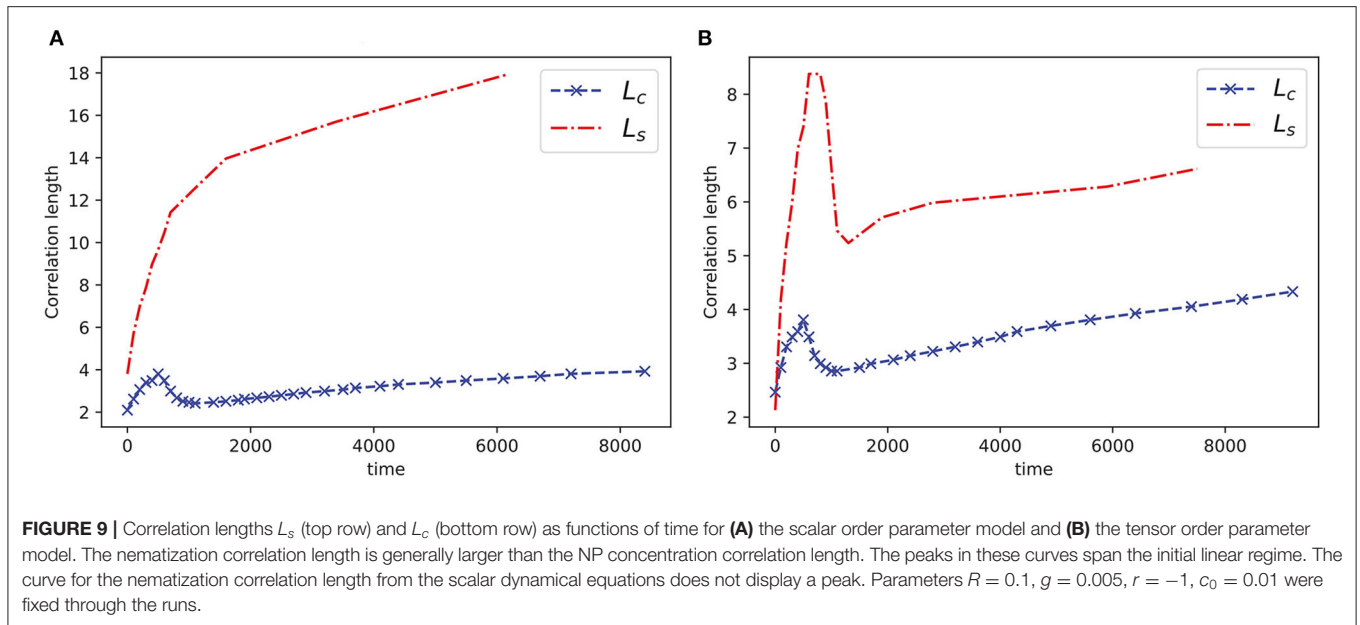 A
18
16
14
12
10
8
6
4
2
Correlation length
0
2000
4000
6000
8000
time
L_c
L_s
B
8
7
6
5
4
3
2
Correlation length
0
2000
4000
6000
8000
time
L_c
L_s
FIGURE 9 | Correlation lengths L_s (top row) and L_c (bottom row) as functions of time for (A) the scalar order parameter model and (B) the tensor order parameter
model. The nematization correlation length is generally larger than the NP concentration correlation length. The peaks in these curves span the initial linear regime. The
curve for the nematization correlation length from the scalar dynamical equations does not display a peak. Parameters R = 0.1, g = 0.005, r = −1, c_0 = 0.01 were
fixed through the runs.